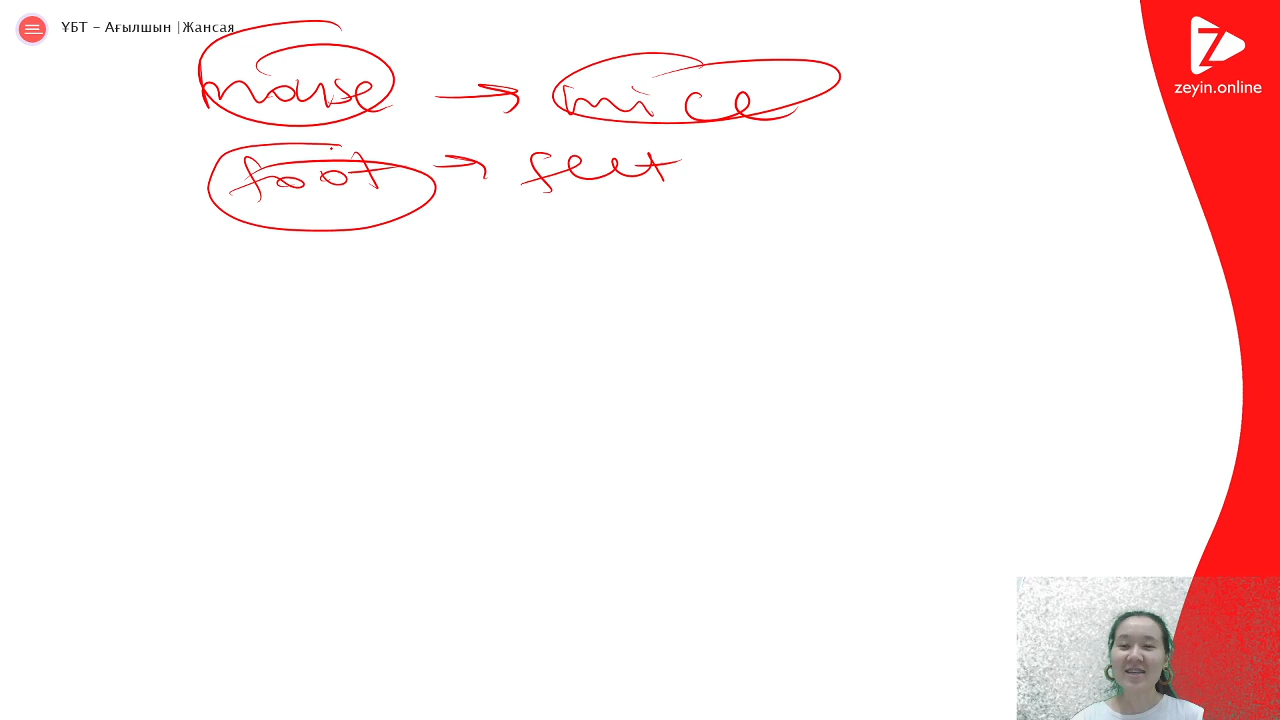 ҰБТ – Ағылшын |Жансая
zeyin.online
mouse → mice
foot → feet